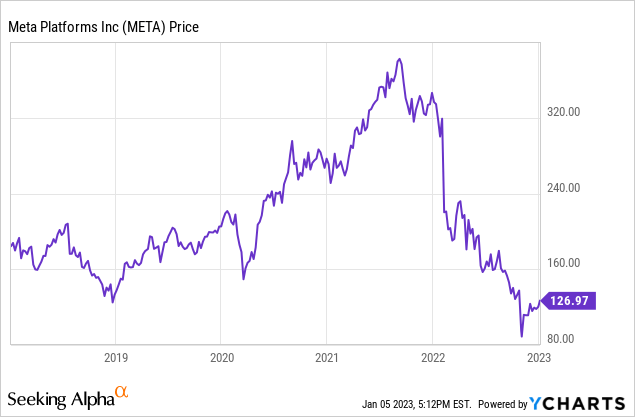 Meta Platforms Inc (META) Price
320.00
240.00
160.00
126.97
80.00
2019 2020 2021 2022 2023
Seeking Alpha α
Jan 05 2023, 5:12PM EST. Powered by YCHARTS